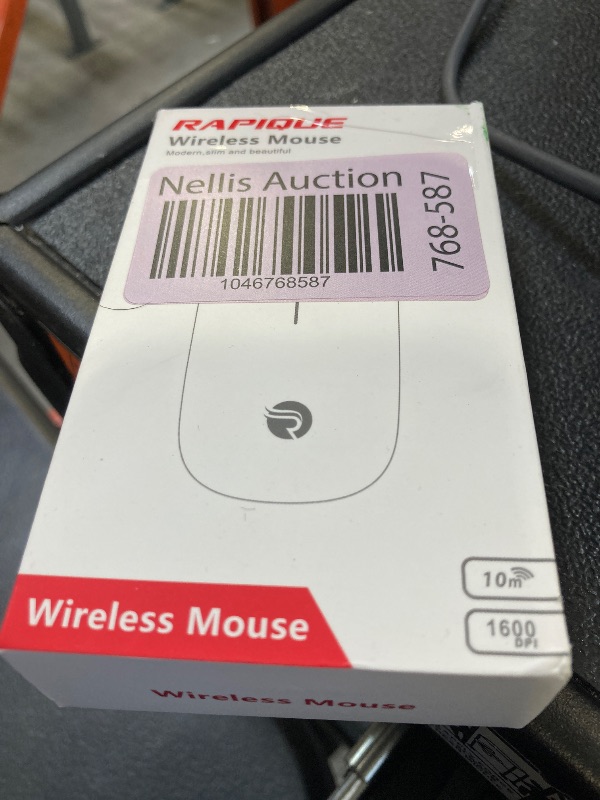 RAPIQUE
Wireless Mouse
Modern,slim and beautiful
Nellis Auction
1046768587
768-587
R
10m
1600
DPI
Wireless Mouse
Wireless Mouse